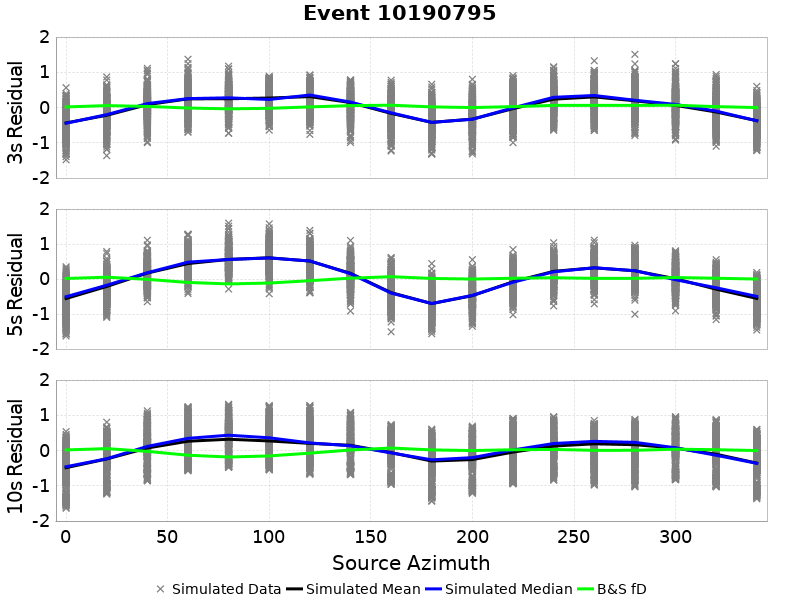 Event 10190795
3s Residual
2
1
0
-1
-2
5s Residual
2
1
0
-1
-2
10s Residual
2
1
0
-1
-2
0 50 100 150 200 250 300
Source Azimuth
Simulated Data Simulated Mean Simulated Median B&S fD